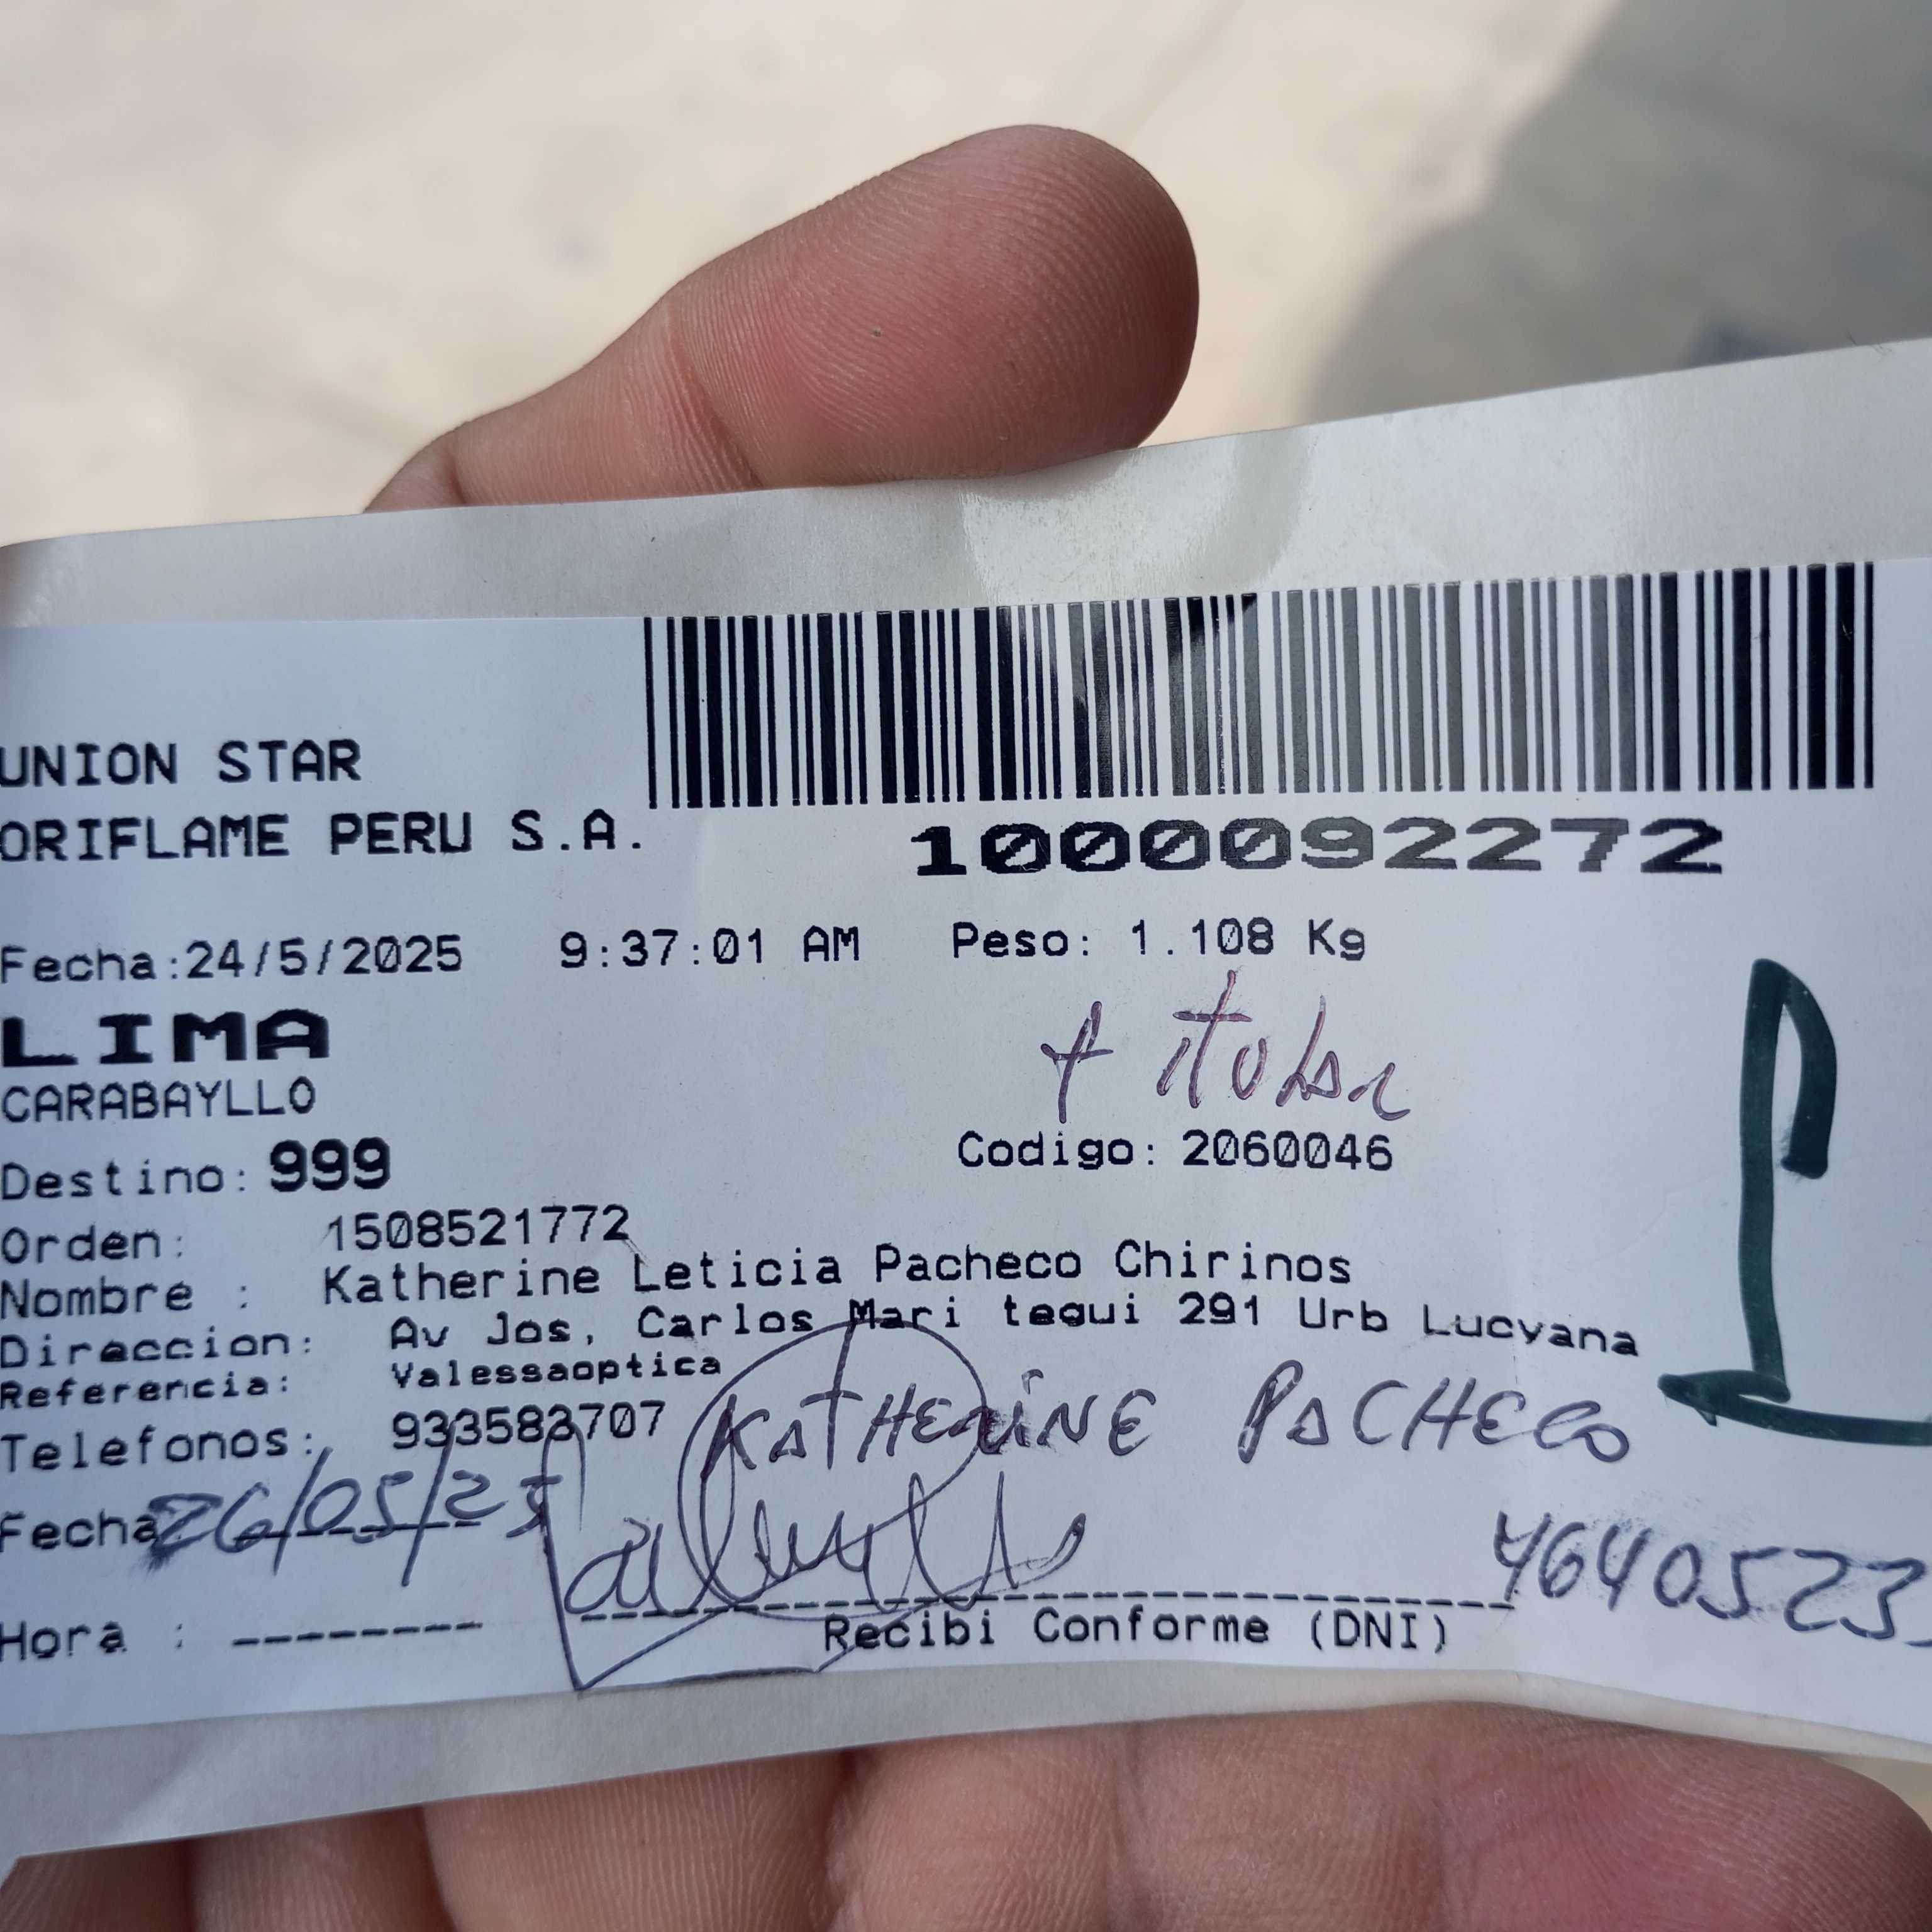 UNION STAR
ORIFLAME PERU S.A.
1000092272
Fecha:24/5/2025 9:37:01 AM Peso: 1.108 Kg
LIMA
+ itular
CARABAYLLO
Destino: 999 Codigo: 2060046
Orden: 1508521772
Nombre : Katherine Leticia Pacheco Chirinos
Direccion: Av Jos, Carlos Mari tegui 291 Urb Lucyana
Referencia: Valessaoptica
Telefonos: 933583707 KATHERINE PACHECO
Fecha 26/05/25
4640523
Hora : --------
Recibi Conforme (DNI)